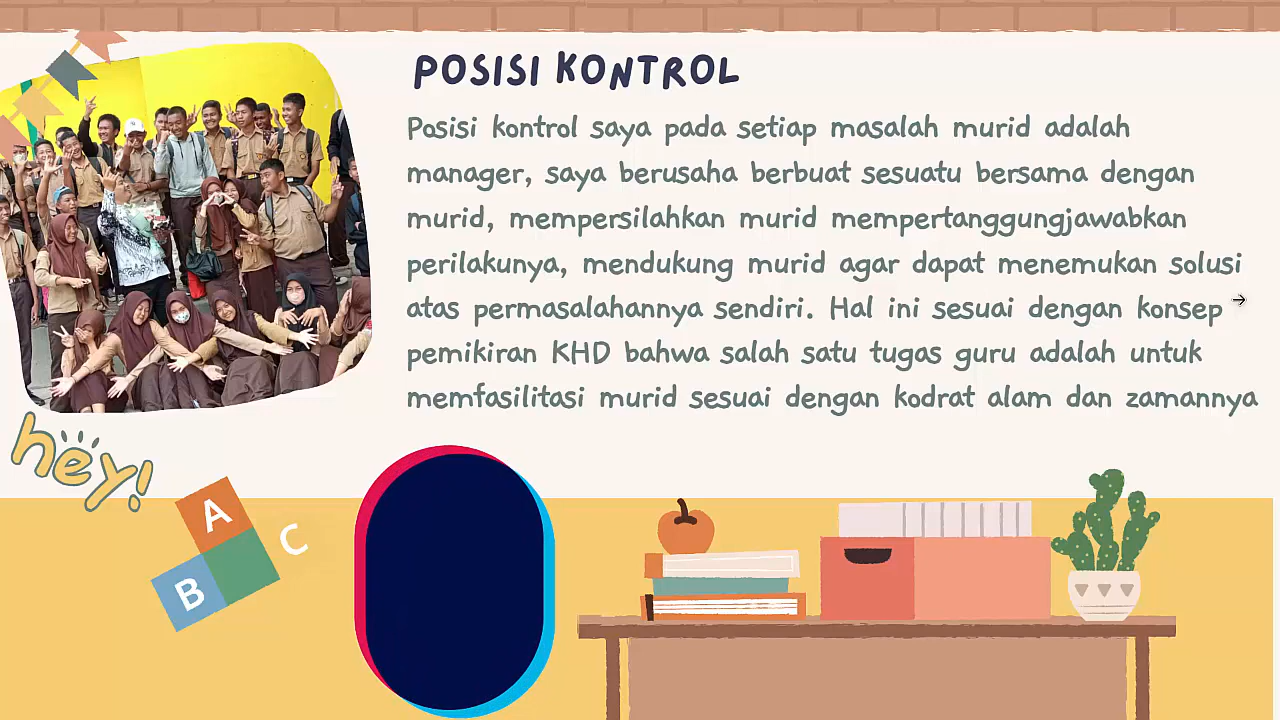 POSISI KONTROL
Posisi kontrol saya pada setiap masalah murid adalah
manager, saya berusaha berbuat sesuatu bersama dengan
murid, mempersilahkan murid mempertanggungjawabkan
perilakunya, mendukung murid agar dapat menemukan solusi
atas permasalahannya sendiri. Hal ini sesuai dengan konsep
pemikiran KHD bahwa salah satu tugas guru adalah untuk
memfasilitasi murid sesuai dengan kodrat alam dan zamannya
hey!
A
C
B